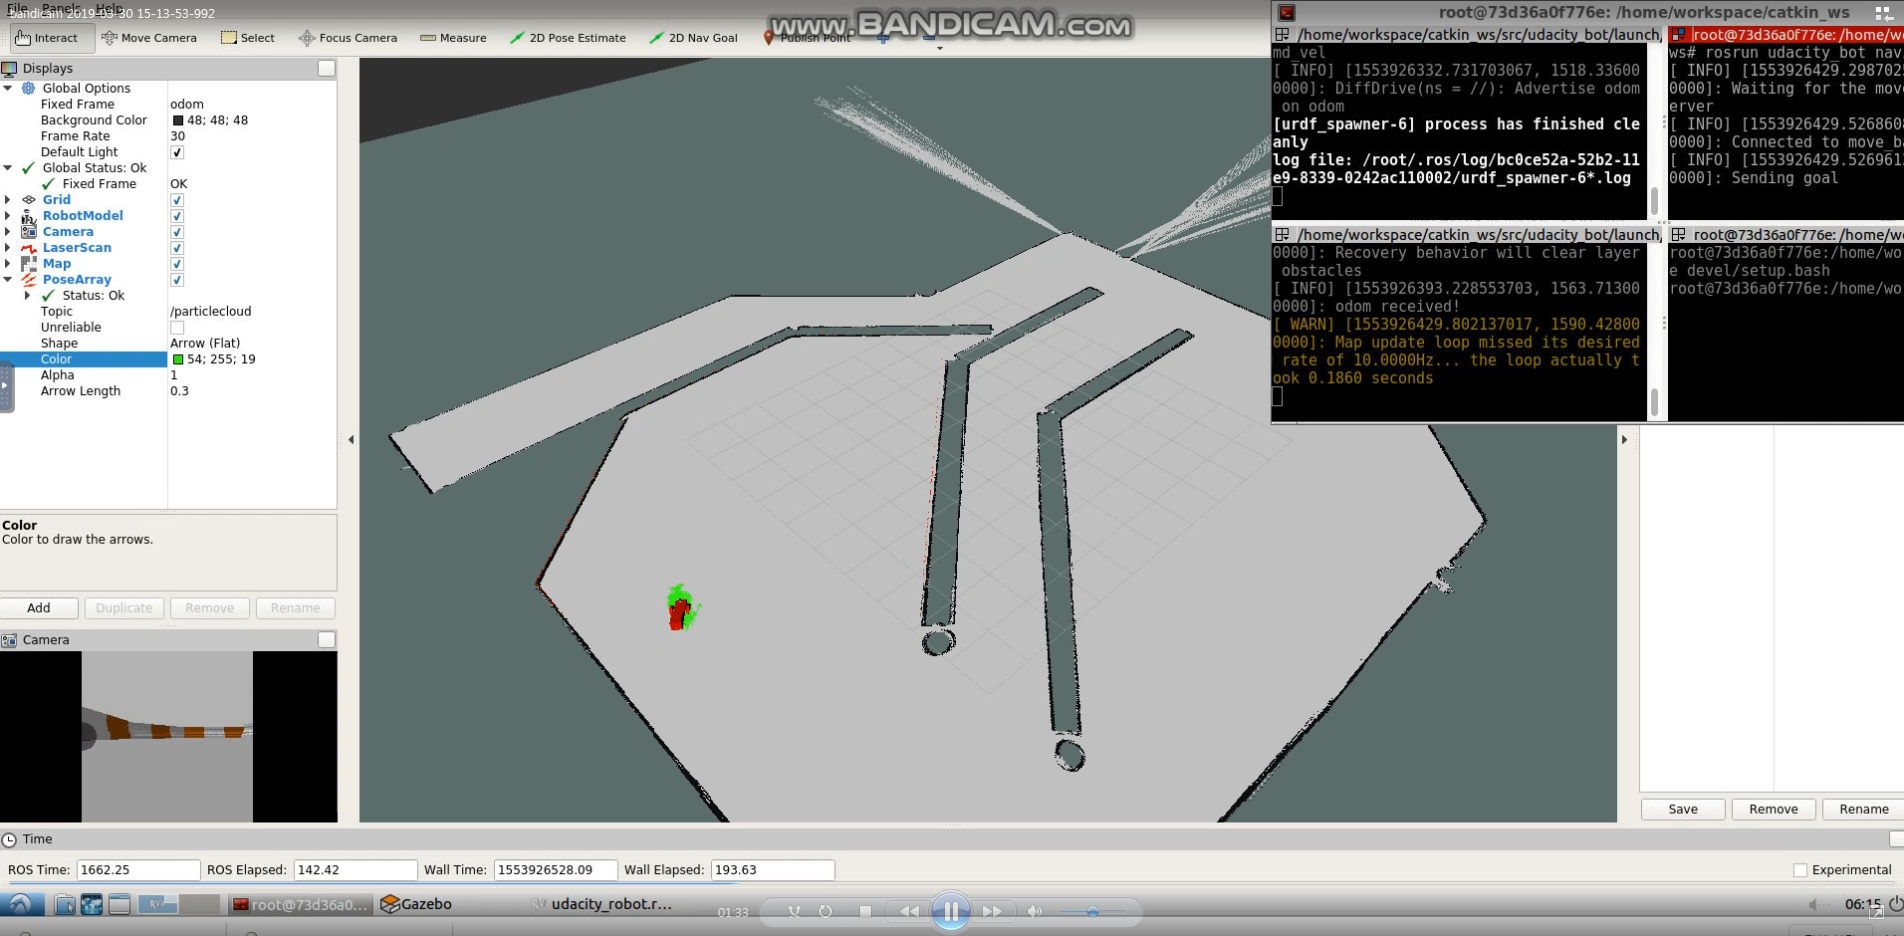 File Panels Help
bandicam 2019-03-30 15-13-53-992
www.BANDICAM.com
Interact Move Camera Select Focus Camera Measure 2D Pose Estimate 2D Nav Goal Publish Point
Displays
Global Options
Fixed Frame odom
Background Color 48; 48; 48
Frame Rate 30
Default Light
Global Status: Ok
Fixed Frame OK
Grid
RobotModel
Camera
LaserScan
Map
PoseArray
Status: Ok
Topic /particlecloud
Unreliable
Shape Arrow (Flat)
Color 54; 255; 19
Alpha 1
Arrow Length 0.3
Color
Color to draw the arrows.
Add Duplicate Remove Rename
Camera
root@73d36a0f776e: /home/workspace/catkin_ws
/home/workspace/catkin_ws/src/udacity_bot/launch/
md_vel
[ INFO] [1553926332.731703067, 1518.33600
0000]: DiffDrive(ns = //): Advertise odom
on odom
[urdf_spawner-6] process has finished cle
anly
log file: /root/.ros/log/bc0ce52a-52b2-11
e9-8339-0242ac110002/urdf_spawner-6*.log
root@73d36a0f776e: /home/wo
ws# rosrun udacity_bot nav
[ INFO] [1553926429.298702
0000]: Waiting for the mov
erver
[ INFO] [1553926429.526860
0000]: Connected to move_b
[ INFO] [1553926429.526961
0000]: Sending goal
/home/workspace/catkin_ws/src/udacity_bot/launch/
0000]: Recovery behavior will clear layer
obstacles
[ INFO] [1553926393.228553703, 1563.71300
0000]: odom received!
[ WARN] [1553926429.802137017, 1590.42800
0000]: Map update loop missed its desired
rate of 10.0000Hz... the loop actually t
ook 0.1860 seconds
root@73d36a0f776e: /home/wo
root@73d36a0f776e:/home/wo
e devel/setup.bash
root@73d36a0f776e:/home/wo
Save Remove Rename
Time
ROS Time: 1662.25 ROS Elapsed: 142.42 Wall Time: 1553926528.09 Wall Elapsed: 193.63 Experimental
root@73d36a0... Gazebo udacity_robot.r...
01:33
06:15